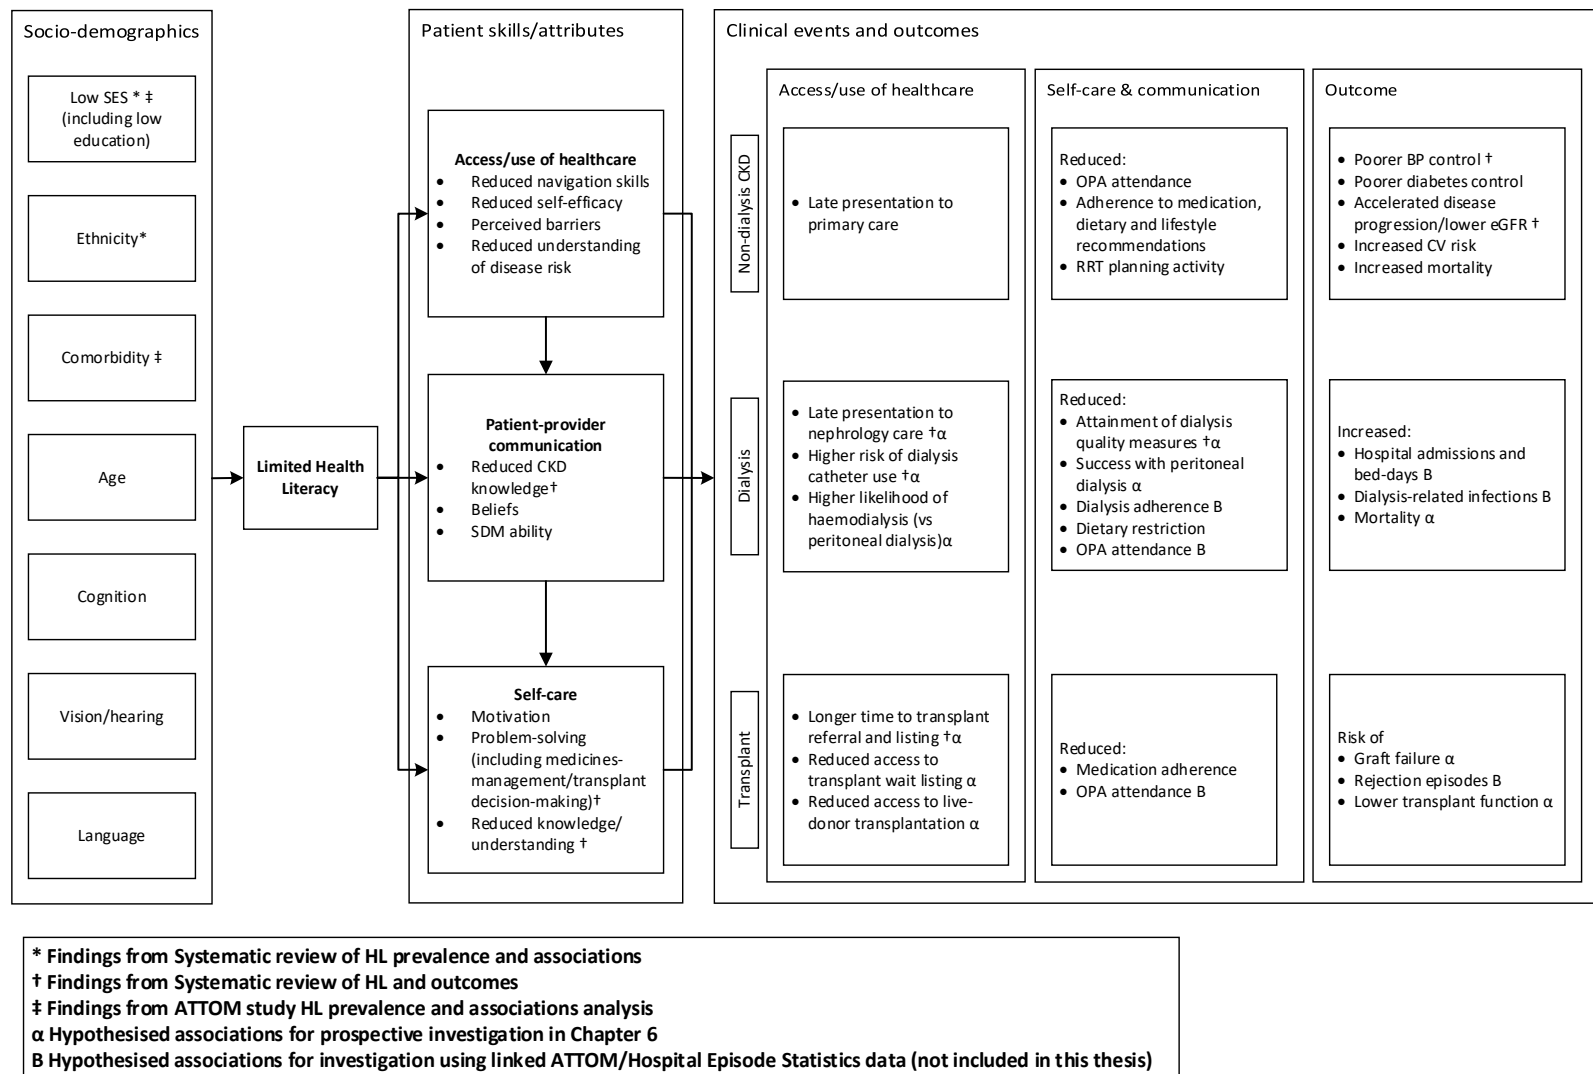 Socio-demographics
Low SES * ‡
(including low
education)
Ethnicity*
Comorbidity ‡
Age
Cognition
Vision/hearing
Language
Limited Health
Literacy
Patient skills/attributes
Access/use of healthcare
• Reduced navigation skills
• Reduced self-efficacy
• Perceived barriers
• Reduced understanding
of disease risk
Patient-provider
communication
• Reduced CKD
knowledge†
• Beliefs
• SDM ability
Self-care
• Motivation
• Problem-solving
(including medicines-
management/transplant
decision-making)†
• Reduced knowledge/
understanding †
Clinical events and outcomes
Access/use of healthcare
Self-care & communication
Outcome
Non-dialysis CKD
• Late presentation to
primary care
Reduced:
• OPA attendance
• Adherence to medication,
dietary and lifestyle
recommendations
• RRT planning activity
• Poorer BP control †
• Poorer diabetes control
• Accelerated disease
progression/lower eGFR †
• Increased CV risk
• Increased mortality
Dialysis
• Late presentation to
nephrology care †α
• Higher risk of dialysis
catheter use †α
• Higher likelihood of
haemodialysis (vs
peritoneal dialysis)α
Reduced:
• Attainment of dialysis
quality measures †α
• Success with peritoneal
dialysis α
• Dialysis adherence B
• Dietary restriction
• OPA attendance B
Increased:
• Hospital admissions and
bed-days B
• Dialysis-related infections B
• Mortality α
Transplant
• Longer time to transplant
referral and listing †α
• Reduced access to
transplant wait listing α
• Reduced access to live-
donor transplantation α
Reduced:
• Medication adherence
• OPA attendance B
Risk of
• Graft failure α
• Rejection episodes B
• Lower transplant function α
* Findings from Systematic review of HL prevalence and associations
† Findings from Systematic review of HL and outcomes
‡ Findings from ATTOM study HL prevalence and associations analysis
α Hypothesised associations for prospective investigation in Chapter 6
B Hypothesised associations for investigation using linked ATTOM/Hospital Episode Statistics data (not included in this thesis)